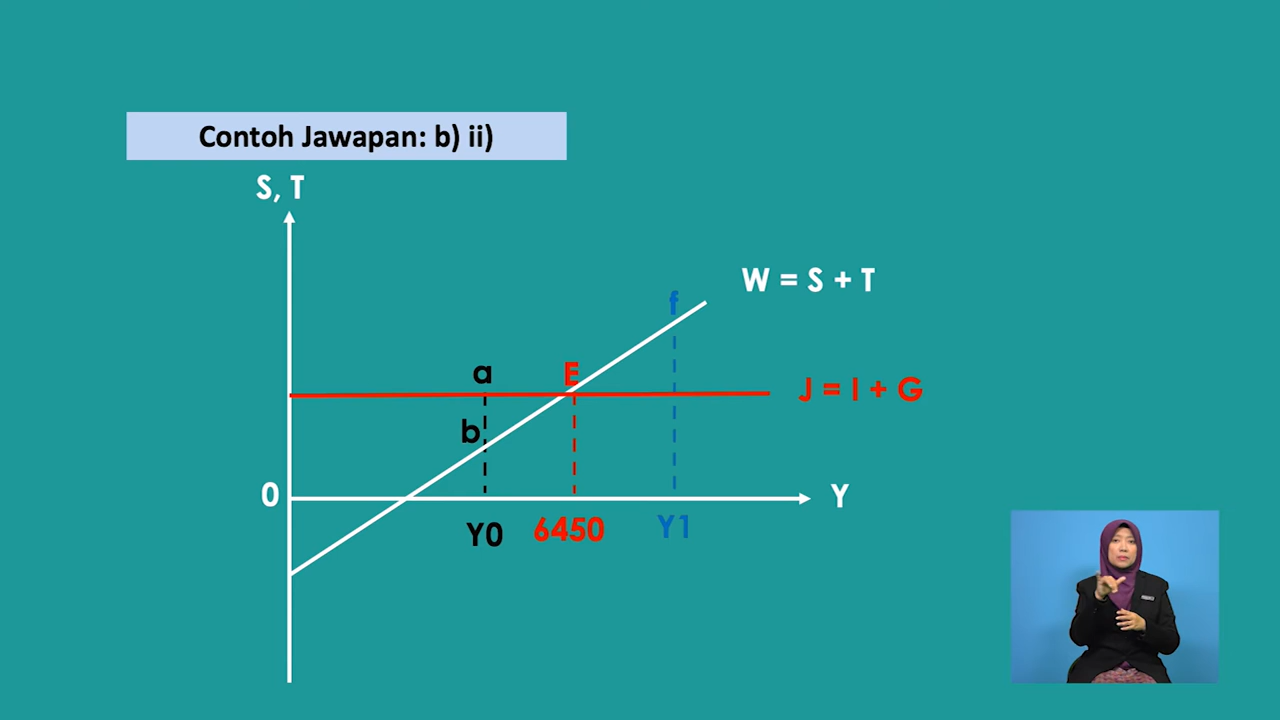 Contoh Jawapan: b) ii)
S, T
W = S + T
f
a
E
J = I + G
b
0
Y
Y0
6450
Y1